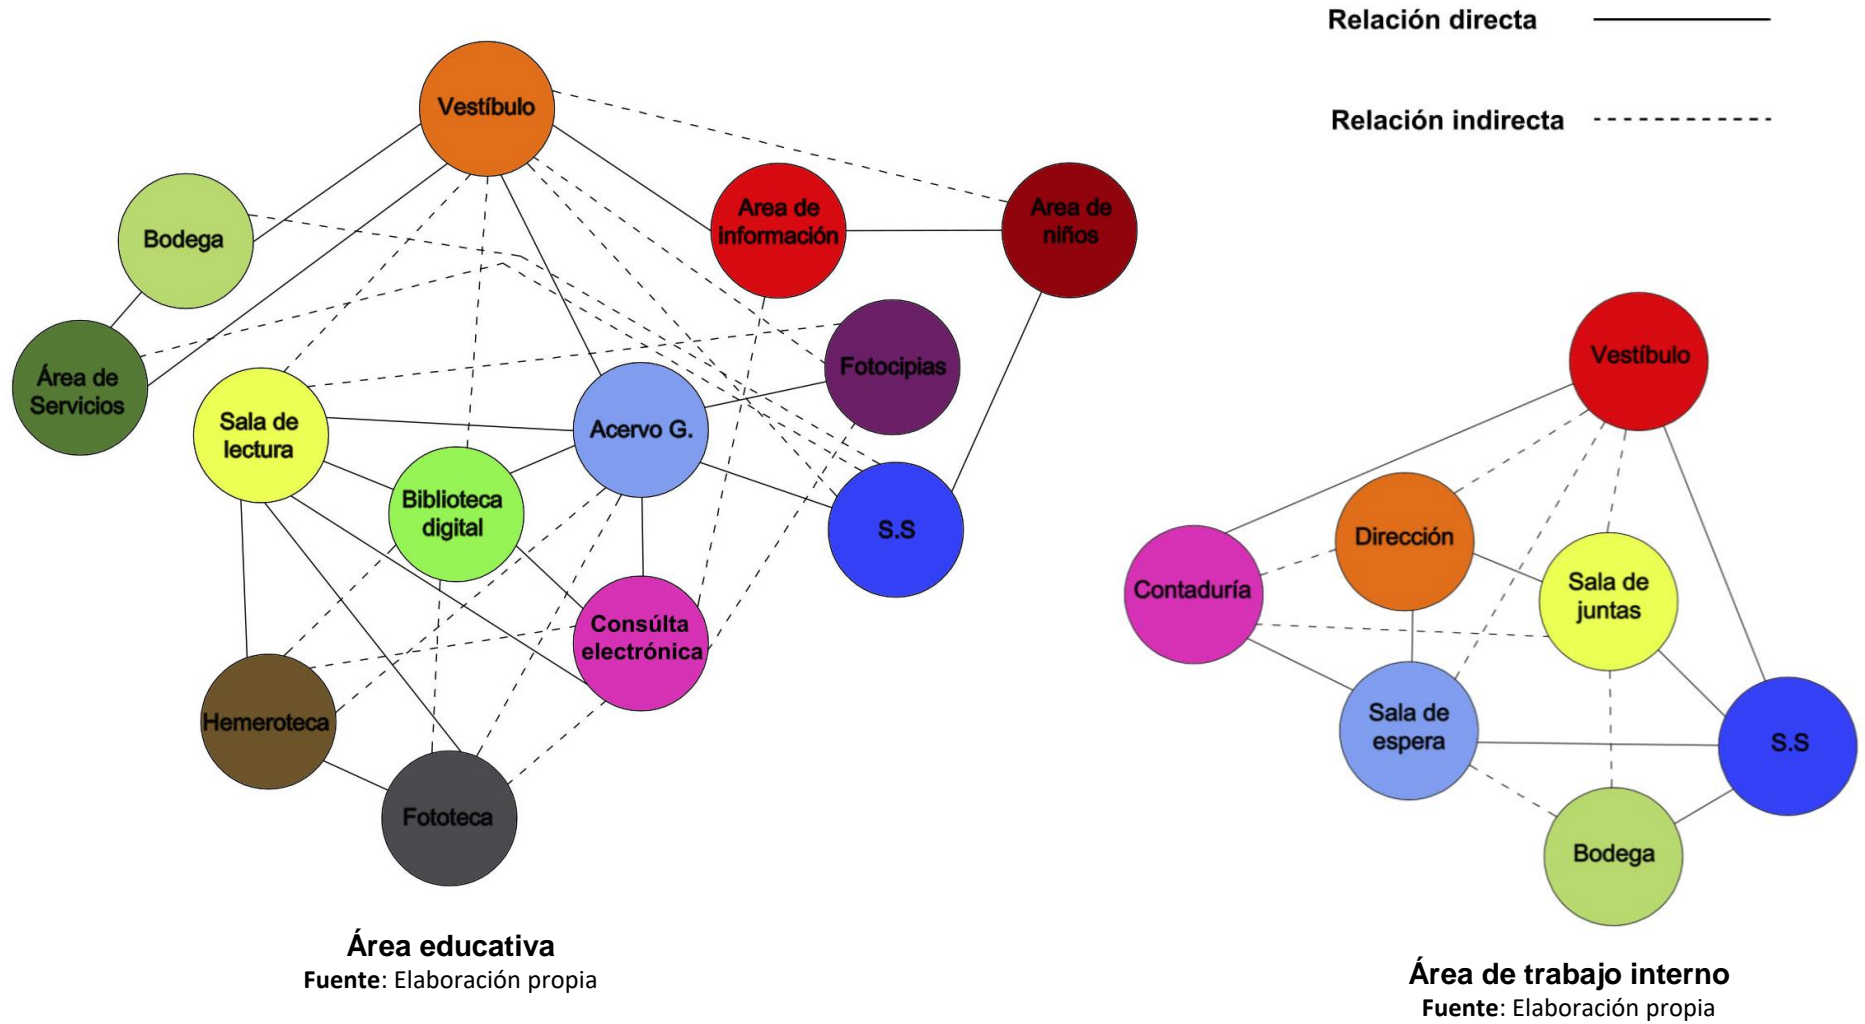 Relación directa
Relación indirecta
Vestíbulo
Bodega
Area de
información
Area de
niños
Área de
Servicios
Fotocipias
Sala de
lectura
Acervo G.
Biblioteca
digital
S.S
Consúlta
electrónica
Hemeroteca
Fototeca
Área educativa
Fuente: Elaboración propia
Vestíbulo
Dirección
Contaduría
Sala de
juntas
Sala de
espera
S.S
Bodega
Área de trabajo interno
Fuente: Elaboración propia